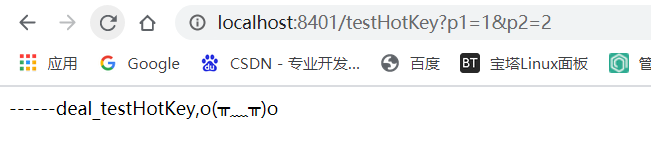 localhost:8401/testHotKey?p1=1&p2=2
应用 Google CSDN - 专业开发... 百度 BT 宝塔Linux面板
------deal_testHotKey,o(╥﹏╥)o